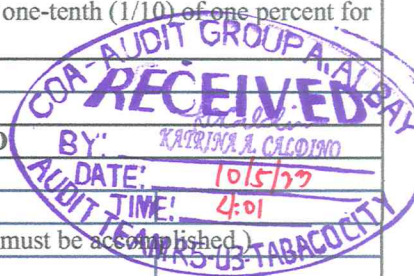 one-tenth (1/10) of one percent for
COA-AUDIT GROUP A, ALBAY
RECEIVED
BY: KATRINA A. CALDINO
DATE: 10/5/23
TIME: 4:01
must be accomplished.)
AUDIT TEAM R5-03-TABACO CITY